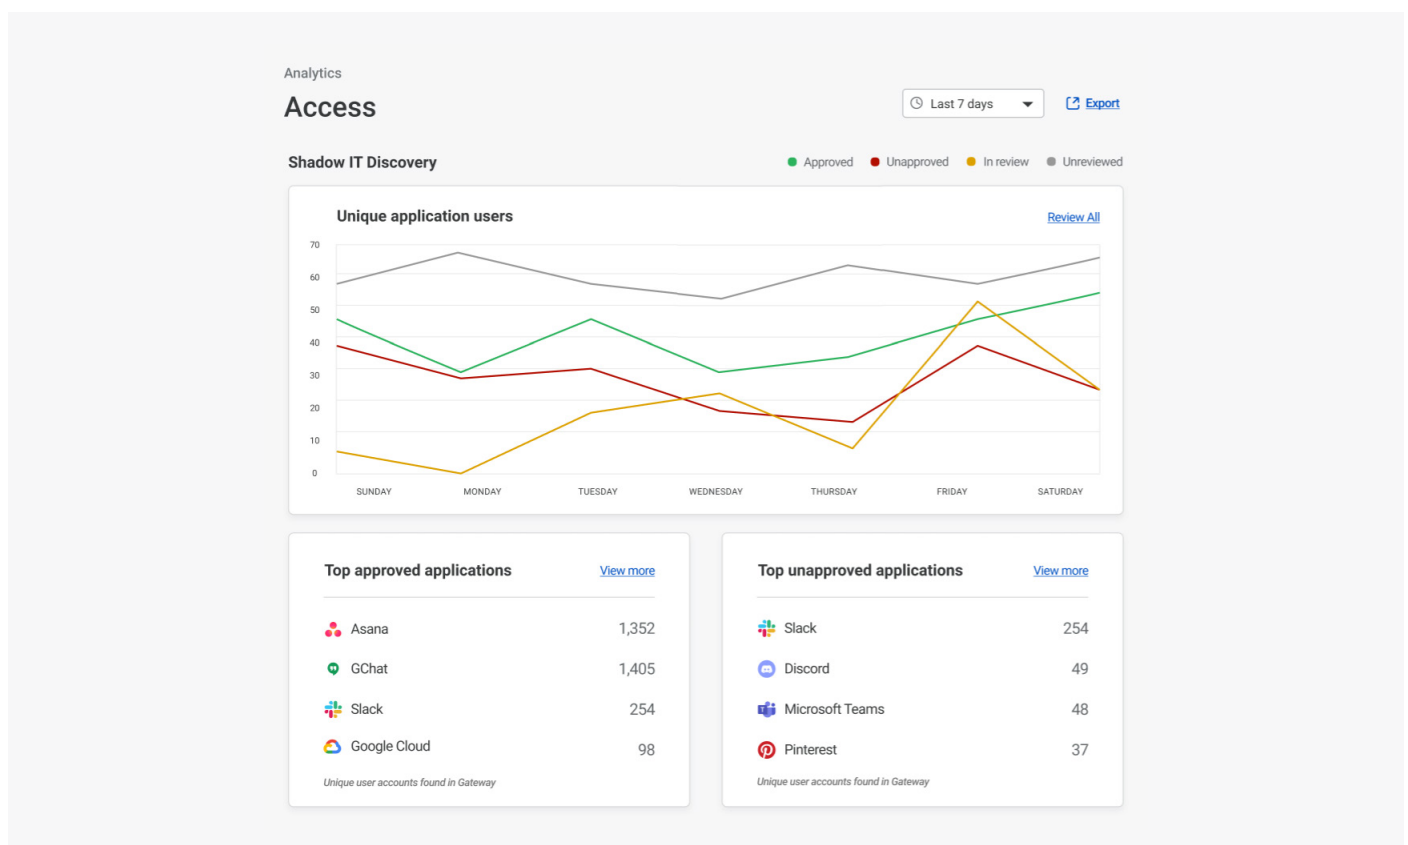 Analytics
Access
Last 7 days
Export
Shadow IT Discovery
Approved
Unapproved
In review
Unreviewed
Unique application users
Review All
70
60
50
40
30
20
10
0
SUNDAY
MONDAY
TUESDAY
WEDNESDAY
THURSDAY
FRIDAY
SATURDAY
Top approved applications
View more
Asana 1,352
GChat 1,405
Slack 254
Google Cloud 98
Unique user accounts found in Gateway
Top unapproved applications
View more
Slack 254
Discord 49
Microsoft Teams 48
Pinterest 37
Unique user accounts found in Gateway